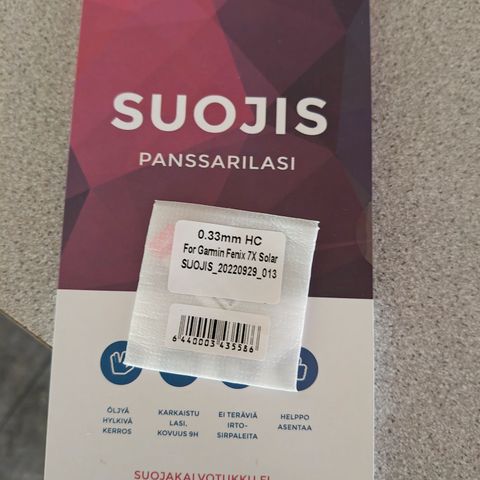 SUOJIS
PANSSARILASI
0.33mm HC
For Garmin Fenix 7X Solar
SUOJIS_20220929_013
6 440003 435586
ÖLJYÄ
HYLKIVÄ
KERROS
KARKAISTU
LASI,
KOVUUS 9H
EI TERÄVIÄ
IRTO-
SIRPALEITA
HELPPO
ASENTAA
SUOJAKALVOTUKKU.FI